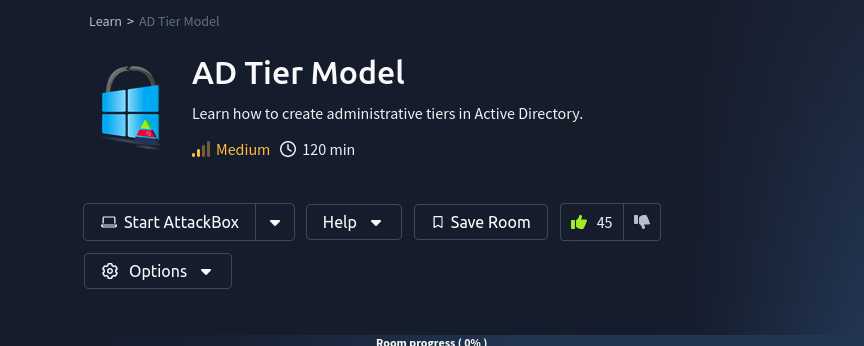 Learn > AD Tier Model
AD Tier Model
Learn how to create administrative tiers in Active Directory.
Medium 120 min
Start AttackBox Help Save Room 45
Options
Room progress ( 0% )